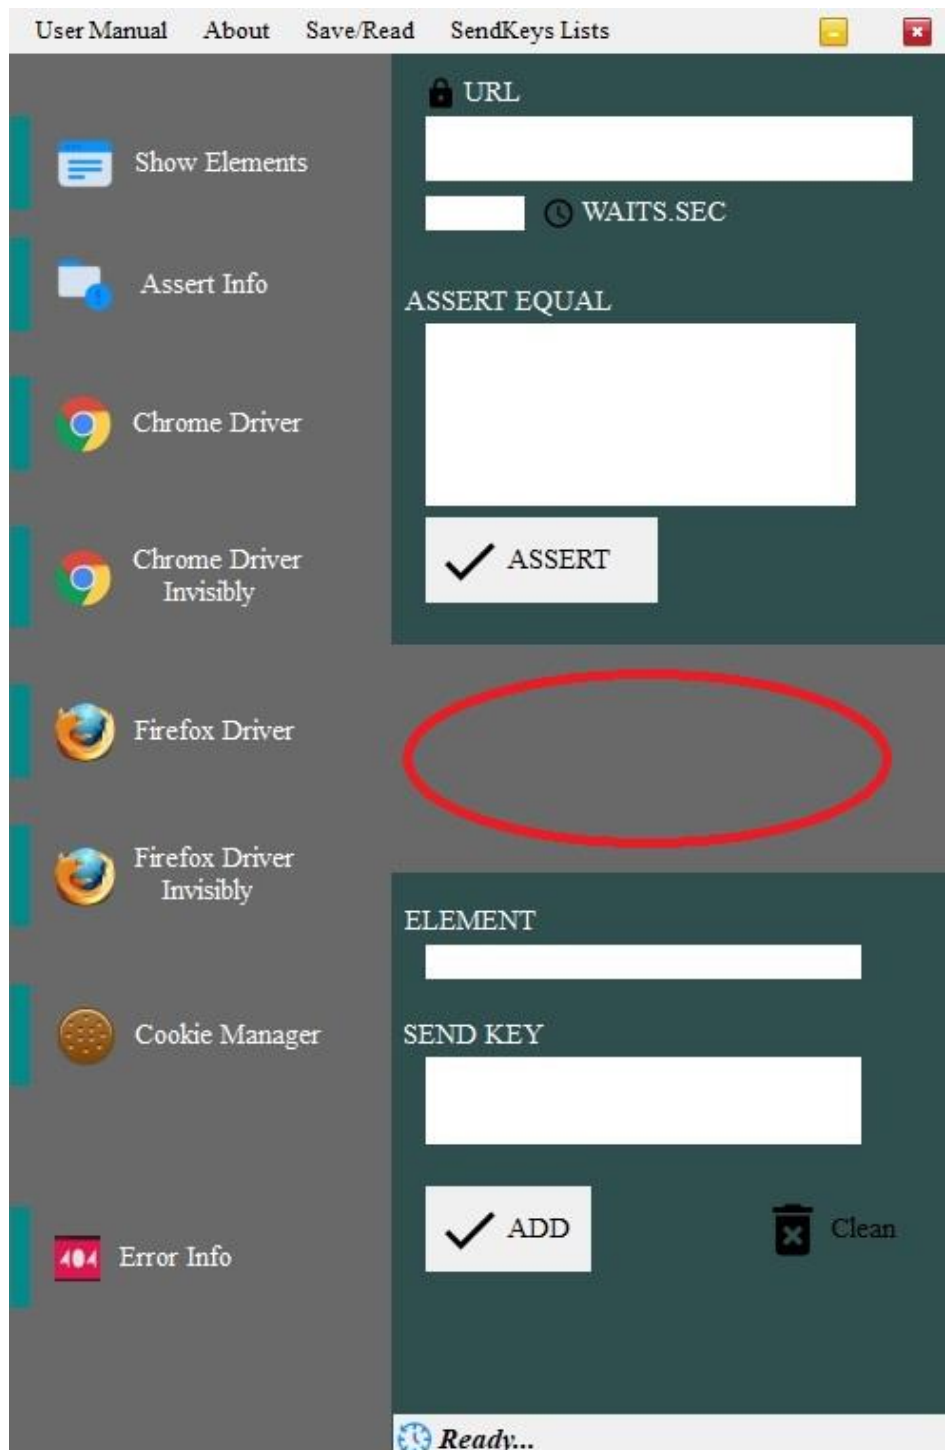 User Manual About Save/Read SendKeys Lists
URL
WAITS.SEC
ASSERT EQUAL
ASSERT
ELEMENT
SEND KEY
ADD
Clean
Ready...
Show Elements
Assert Info
Chrome Driver
Chrome Driver
Invisibly
Firefox Driver
Firefox Driver
Invisibly
Cookie Manager
404
Error Info